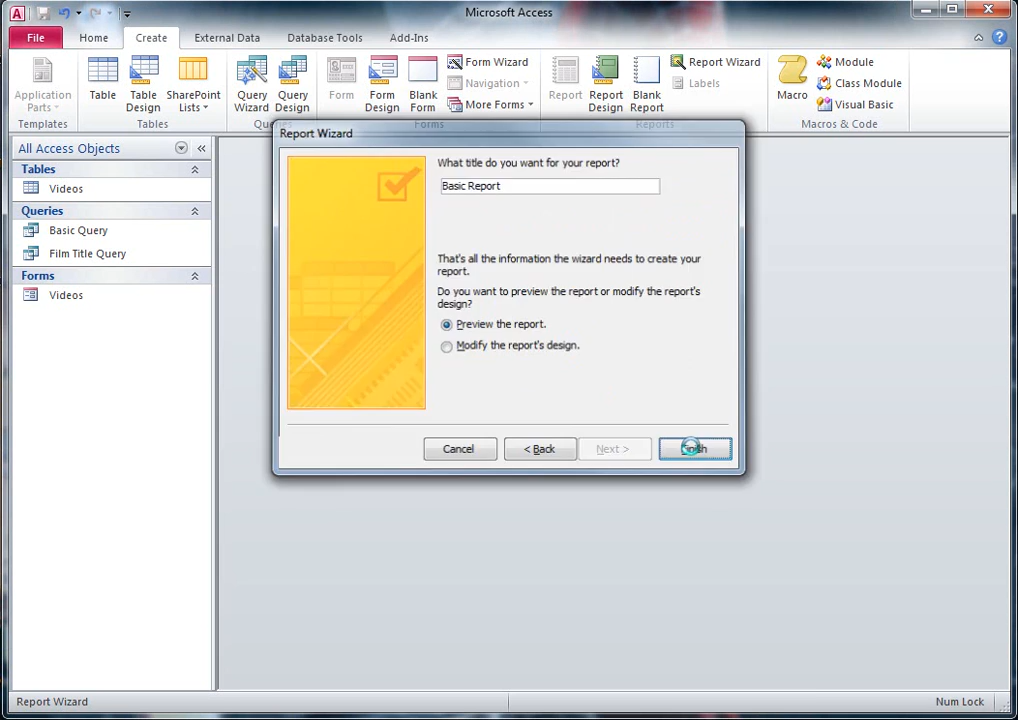 Microsoft Access
File Home Create External Data Database Tools Add-Ins
Application Parts
Table
Table Design
SharePoint Lists
Query Wizard
Query Design
Form
Form Design
Blank Form
Form Wizard
Navigation
More Forms
Report
Report Design
Blank Report
Report Wizard
Labels
Macro
Module
Class Module
Visual Basic
Templates Tables Forms Reports Macros & Code
All Access Objects
Tables
Videos
Queries
Basic Query
Film Title Query
Forms
Videos
Report Wizard
What title do you want for your report?
Basic Report
That's all the information the wizard needs to create your
report.
Do you want to preview the report or modify the report's
design?
Preview the report.
Modify the report's design.
Cancel < Back Next >
Report Wizard Num Lock